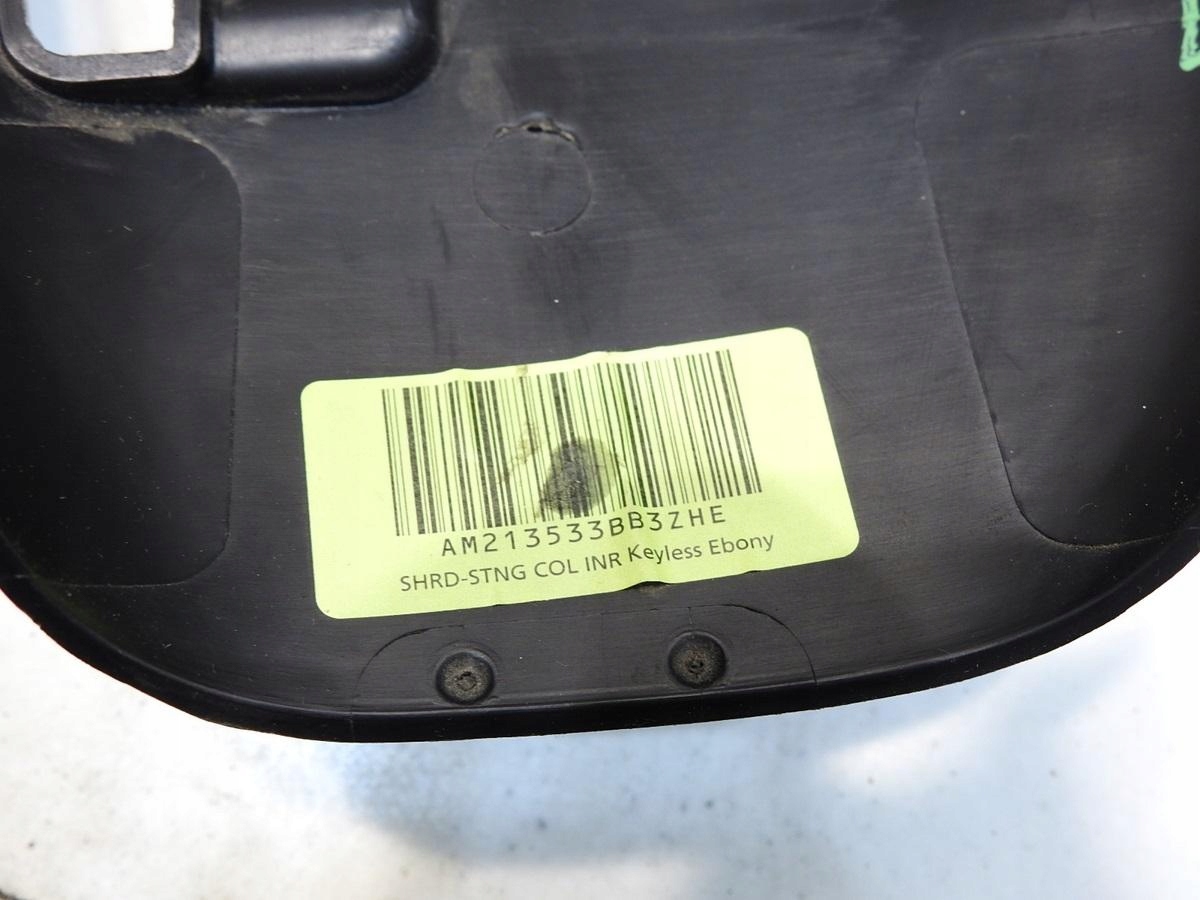 AM213533BB3ZHE
SHRD-STNG COL INR Keyless Ebony